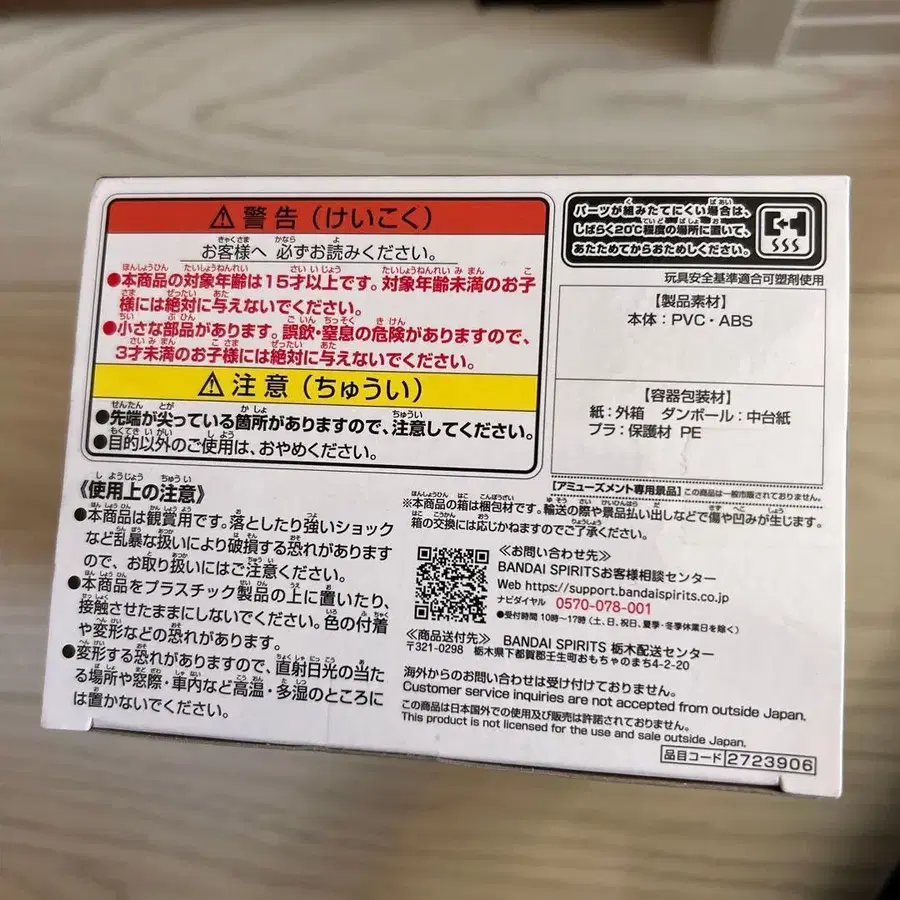 ⚠ 警告（けいこく）
お客様へ 必ずお読みください。
●本商品の対象年齢は15才以上です。対象年齢未満のお子
様には絶対に与えないでください。
●小さな部品があります。誤飲・窒息の危険がありますので、
3才未満のお子様には絶対に与えないでください。
⚠ 注意（ちゅうい）
●先端が尖っている箇所がありますので、注意してください。
●目的以外のご使用は、おやめください。
《使用上の注意》
●本商品は観賞用です。落としたり強いショック
など乱暴な扱いにより破損する恐れがあります
ので、お取り扱いにはご注意ください。
●本商品をプラスチック製品の上に置いたり、
接触させたままにしないでください。色の付着
や変形などの恐れがあります。
●変形する恐れがありますので、直射日光の当た
る場所や窓際・車内など高温・多湿のところに
は置かないでください。
パーツが組みたてにくい場合は、
しばらく20℃程度の場所に置いて、
あたためてからおためしください。
玩具安全基準適合可塑剤使用
【製品素材】
本体：PVC・ABS
【容器包装材】
紙：外箱 ダンボール：中台紙
プラ：保護材 PE
【アミューズメント専用景品】この商品は一般市販されておりません。
※本商品の箱は梱包材です。輸送の際や景品払い出しなどで傷や凹みが生じます。
箱の交換には応じかねますのでご了承ください。
＜お問い合わせ先＞
BANDAI SPIRITSお客様相談センター
Web https://support.bandaispirits.co.jp
ナビダイヤル 0570-078-001
●受付時間 10時～17時（土、日、祝日、夏季・冬季休業日を除く）
＜商品送付先＞ BANDAI SPIRITS 栃木配送センター
〒321-0298 栃木県下都賀郡壬生町おもちゃのまち4-2-20
海外からのお問い合わせは受け付けておりません。
Customer service inquiries are not accepted from outside Japan.
この商品は日本国外での使用及び販売は許諾されておりません。
This product is not licensed for the use and sale outside Japan.
品目コード 2723906